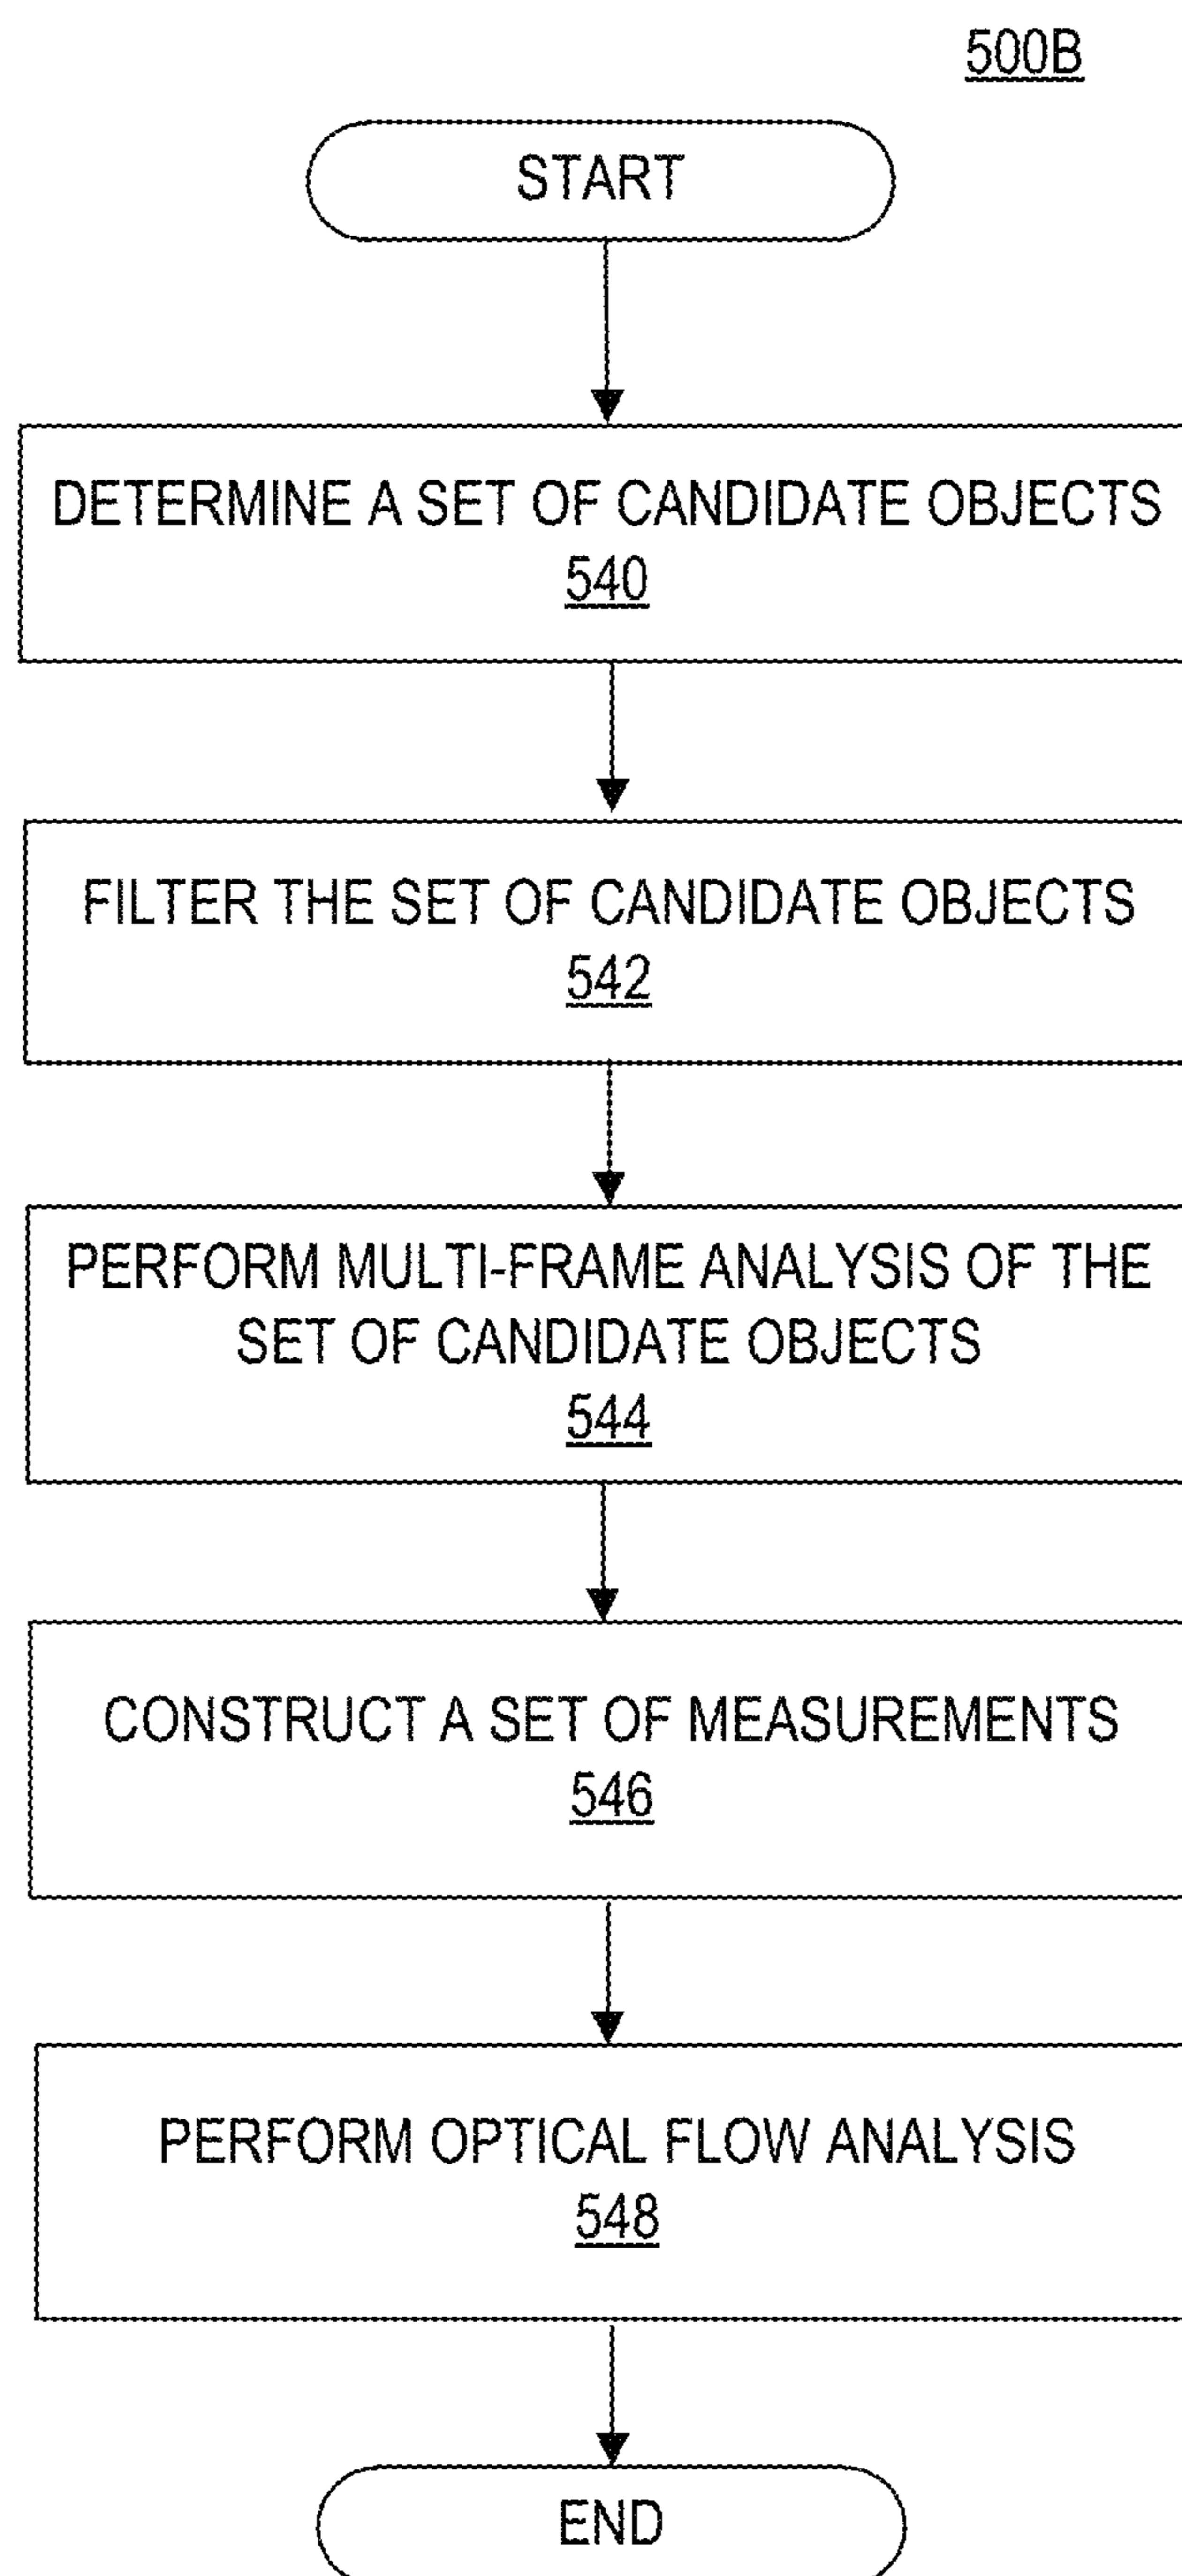 500B
START
DETERMINE A SET OF CANDIDATE OBJECTS
540
FILTER THE SET OF CANDIDATE OBJECTS
542
PERFORM MULTI-FRAME ANALYSIS OF THE
SET OF CANDIDATE OBJECTS
544
CONSTRUCT A SET OF MEASUREMENTS
546
PERFORM OPTICAL FLOW ANALYSIS
548
END